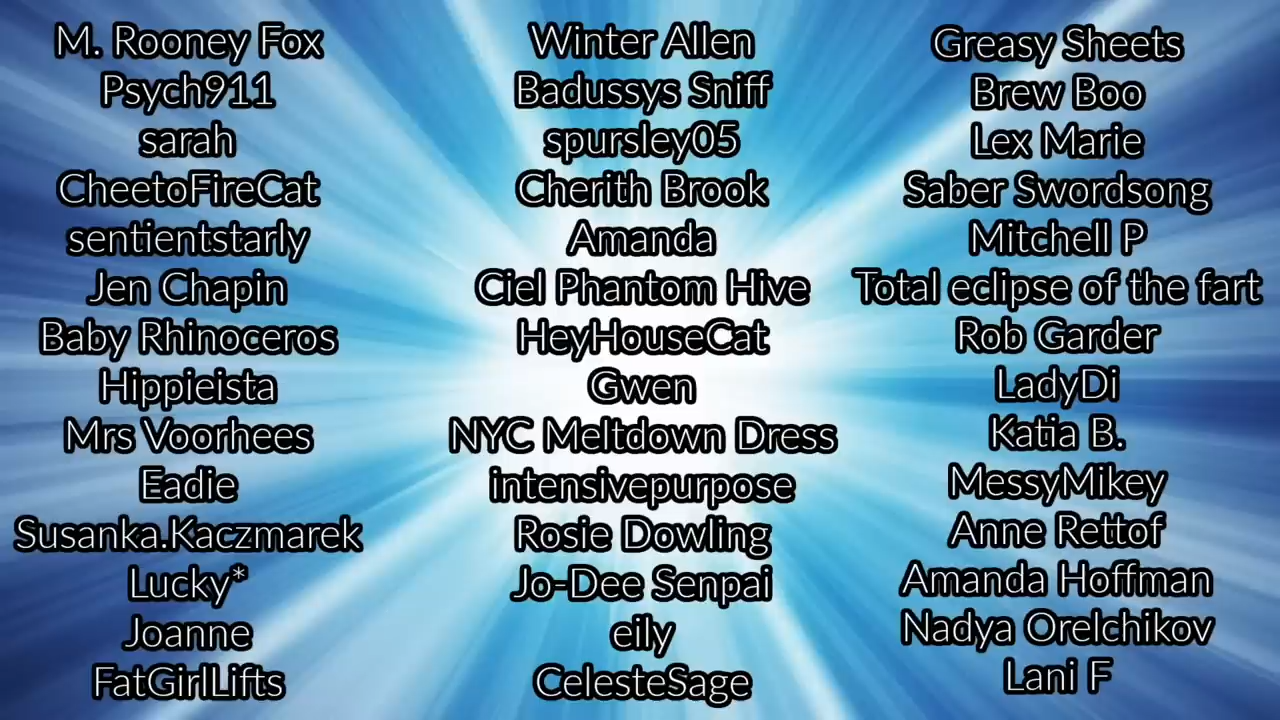 M. Rooney Fox
Psych911
sarah
CheetoFireCat
sentientstarly
Jen Chapin
Baby Rhinoceros
Hippieista
Mrs Voorhees
Eadie
Susanka.Kaczmarek
Lucky*
Joanne
FatGirlLifts
Winter Allen
Badussys Sniff
spursley05
Cherith Brook
Amanda
Ciel Phantom Hive
HeyHouseCat
Gwen
NYC Meltdown Dress
intensivepurpose
Rosie Dowling
Jo-Dee Senpai
eily
CelesteSage
Greasy Sheets
Brew Boo
Lex Marie
Saber Swordsong
Mitchell P
Total eclipse of the fart
Rob Garder
LadyDi
Katia B.
MessyMikey
Anne Rettof
Amanda Hoffman
Nadya Orelchikov
Lani F